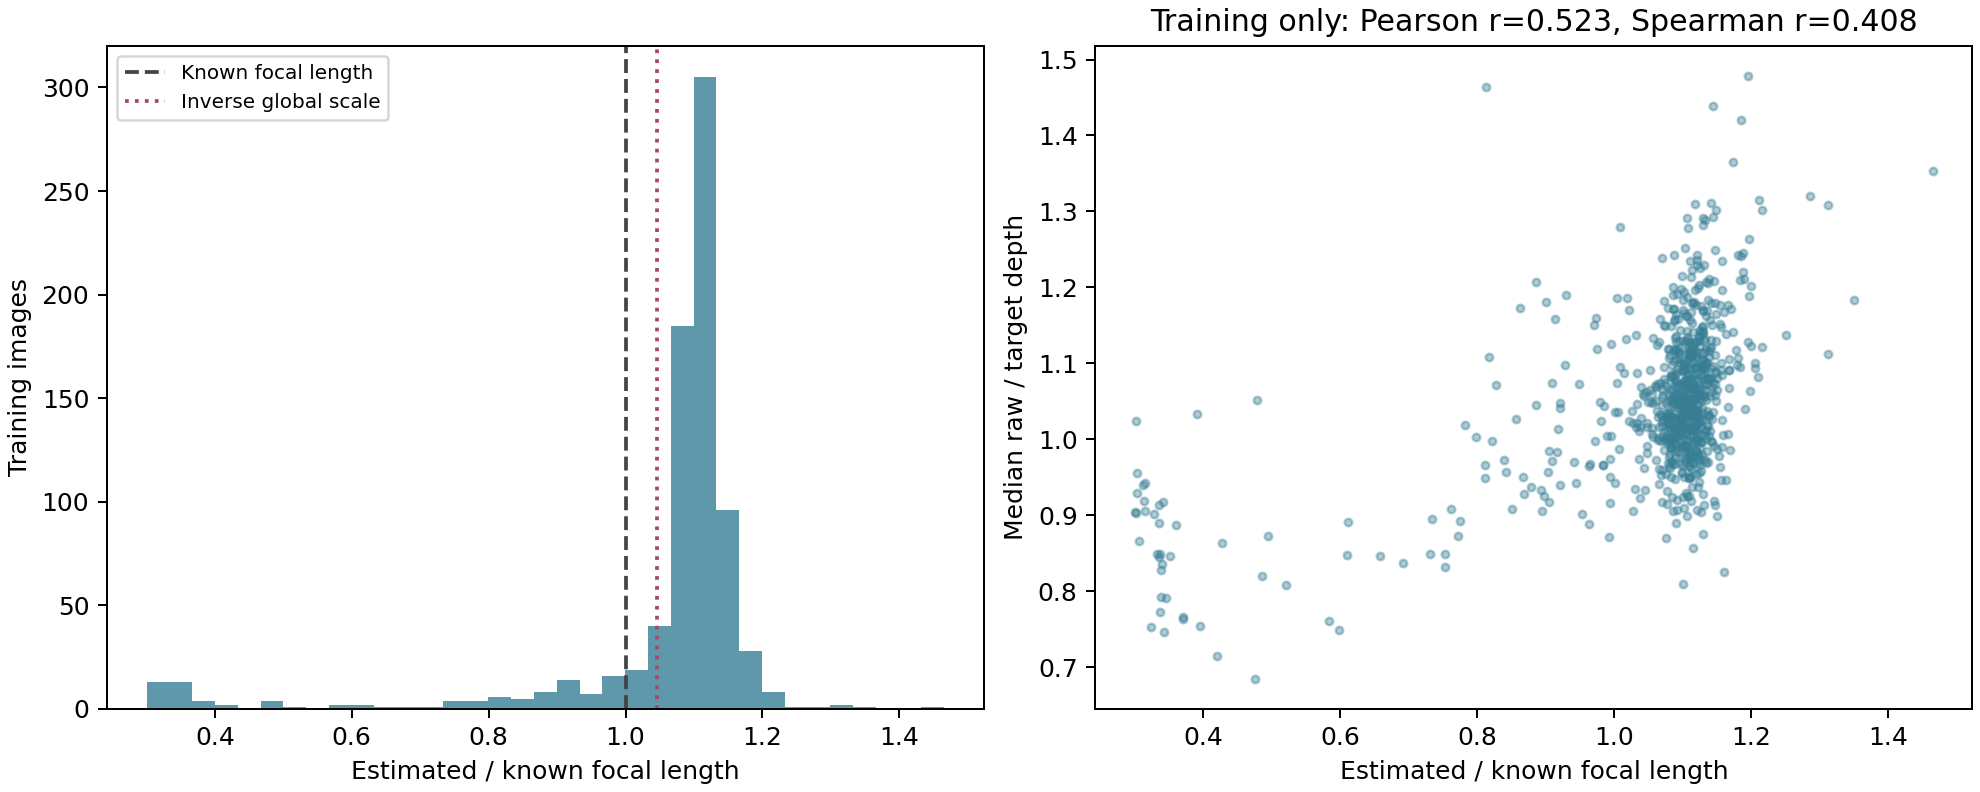 Known focal length
Inverse global scale
Training images
0
50
100
150
200
250
300
0.4 0.6 0.8 1.0 1.2 1.4
Estimated / known focal length
Training only: Pearson r=0.523, Spearman r=0.408
Median raw / target depth
1.5
1.4
1.3
1.2
1.1
1.0
0.9
0.8
0.7
0.4 0.6 0.8 1.0 1.2 1.4
Estimated / known focal length